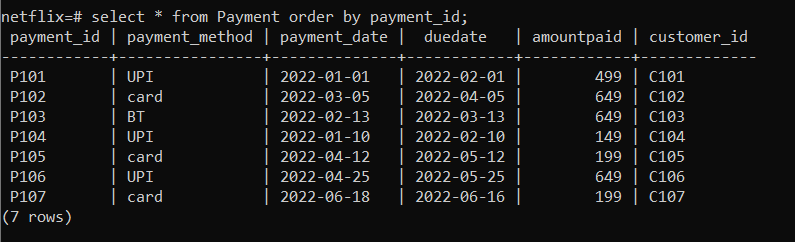 netflix=# select * from Payment order by payment_id;
 payment_id | payment_method | payment_date |  duedate   | amountpaid | customer_id
------------+----------------+--------------+------------+------------+-------------
 P101       | UPI            | 2022-01-01   | 2022-02-01 |        499 | C101
 P102       | card           | 2022-03-05   | 2022-04-05 |        649 | C102
 P103       | BT             | 2022-02-13   | 2022-03-13 |        649 | C103
 P104       | UPI            | 2022-01-10   | 2022-02-10 |        149 | C104
 P105       | card           | 2022-04-12   | 2022-05-12 |        199 | C105
 P106       | UPI            | 2022-04-25   | 2022-05-25 |        649 | C106
 P107       | card           | 2022-06-18   | 2022-06-16 |        199 | C107
(7 rows)